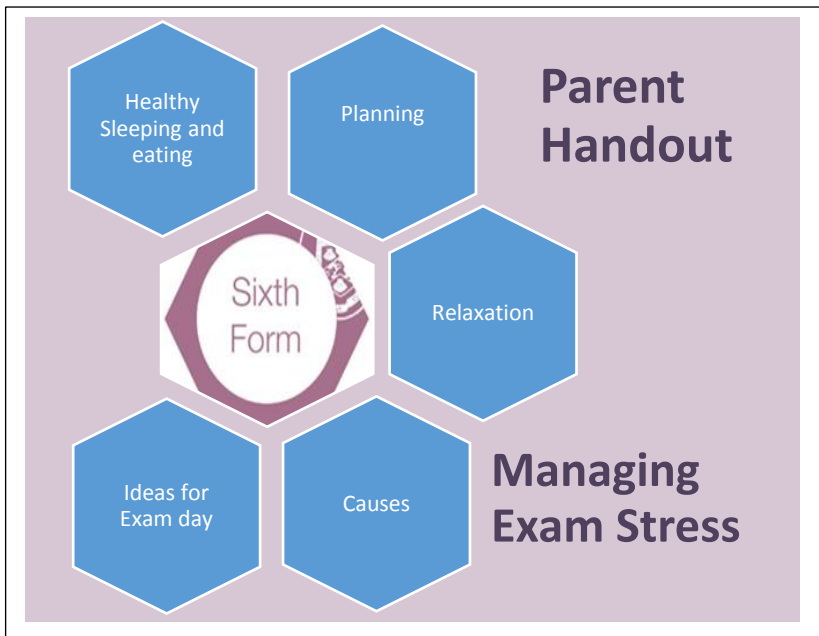 Healthy
Sleeping and
eating
Planning
Parent
Handout
Sixth
Form
Relaxation
Ideas for
Exam day
Causes
Managing
Exam Stress